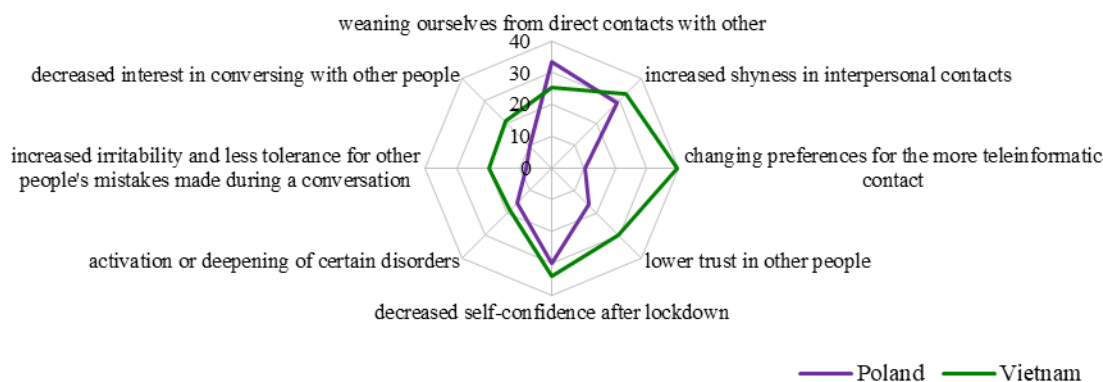 weaning ourselves from direct contacts with other
40
decreased interest in conversing with other people
30
increased shyness in interpersonal contacts
20
10
increased irritability and less tolerance for other
people's mistakes made during a conversation
0
changing preferences for the more teleinformatic
contact
activation or deepening of certain disorders
lower trust in other people
decreased self-confidence after lockdown
Poland
Vietnam